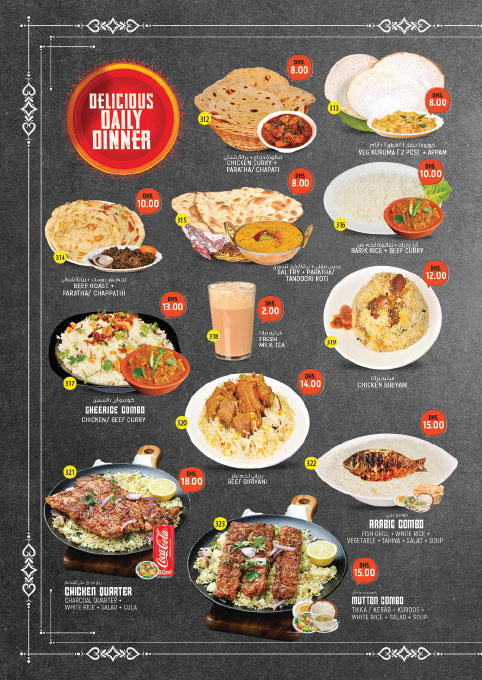 DELICIOUS
DAILY
DINNER
DHS.
8.00
312
CHICKEN CURRY +
PARATHA/ CHAPATI
DHS.
8.00
313
VEG KURUMA ( 2 PCS) + APPAM
DHS.
10.00
314
BEEF ROAST +
PARATHA/ CHAPPATHI
DHS.
8.00
315
DAL FRY + PARATHA/
TANDOORI ROTI
DHS.
10.00
316
BARIK RICE + BEEF CURRY
DHS.
13.00
317
GHEERICE COMBO
CHICKEN/ BEEF CURRY
DHS.
2.00
318
FRESH
MILK TEA
DHS.
12.00
319
CHICKEN BIRIYANI
DHS.
14.00
320
برياني لحم بقر
BEEF BIRIYANI
DHS.
18.00
321
Coca-Cola
CHICKEN QUARTER
CHARCOAL QUARTER +
WHITE RICE + SALAD + COLA
DHS.
15.00
322
ARABIC COMBO
FISH GRILL + WHITE RICE +
VEGETABLE + TAHINA + SALAD + SOUP
323
DHS.
15.00
MUTTON COMBO
TIKKA / KEBAB + KUBOOS +
WHITE RICE + SALAD + SOUP